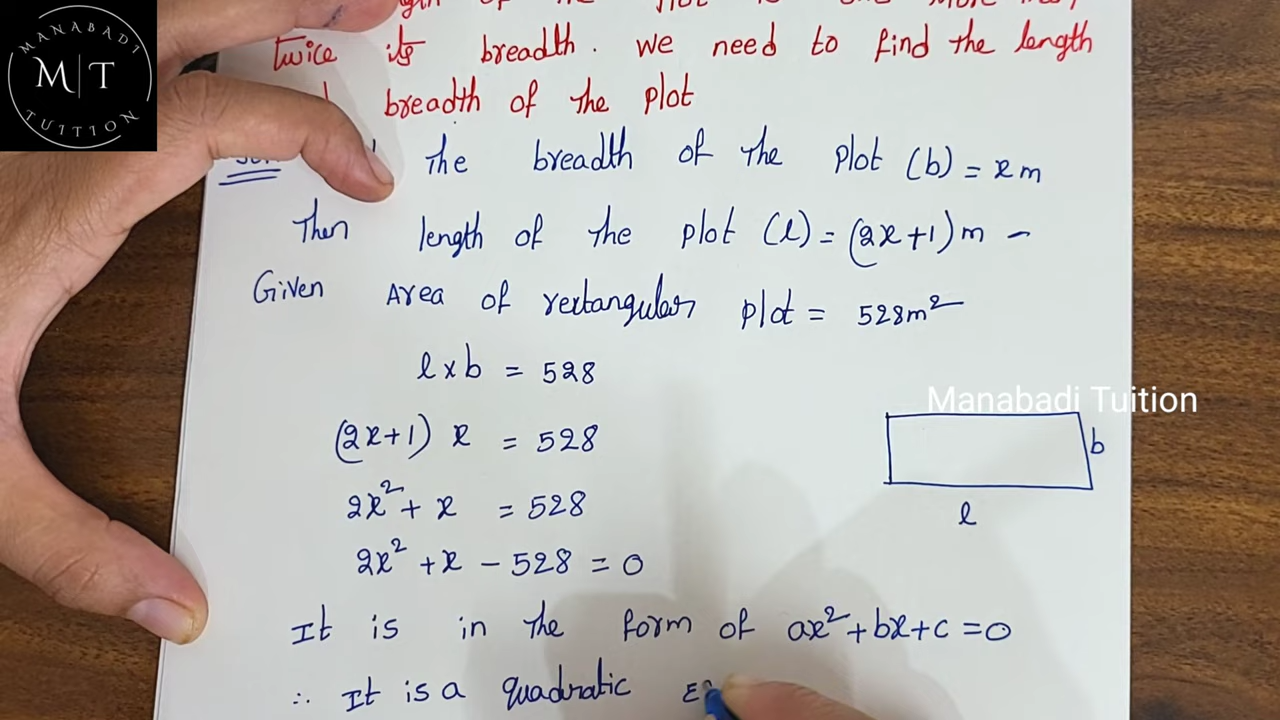 MANABADI
M|T
TUITION
twice its breadth. we need to find the length
breadth of the plot
The breadth of the plot (b) = x m
Then length of the plot (l) = (2x+1) m -
Given Area of rectangular plot = 528m²
l x b = 528
Manabadi Tuition
(2x+1) x = 528
b
2x² + x = 528
l
2x² + x - 528 = 0
It is in the form of ax² + bx + c = 0
∴ It is a quadratic